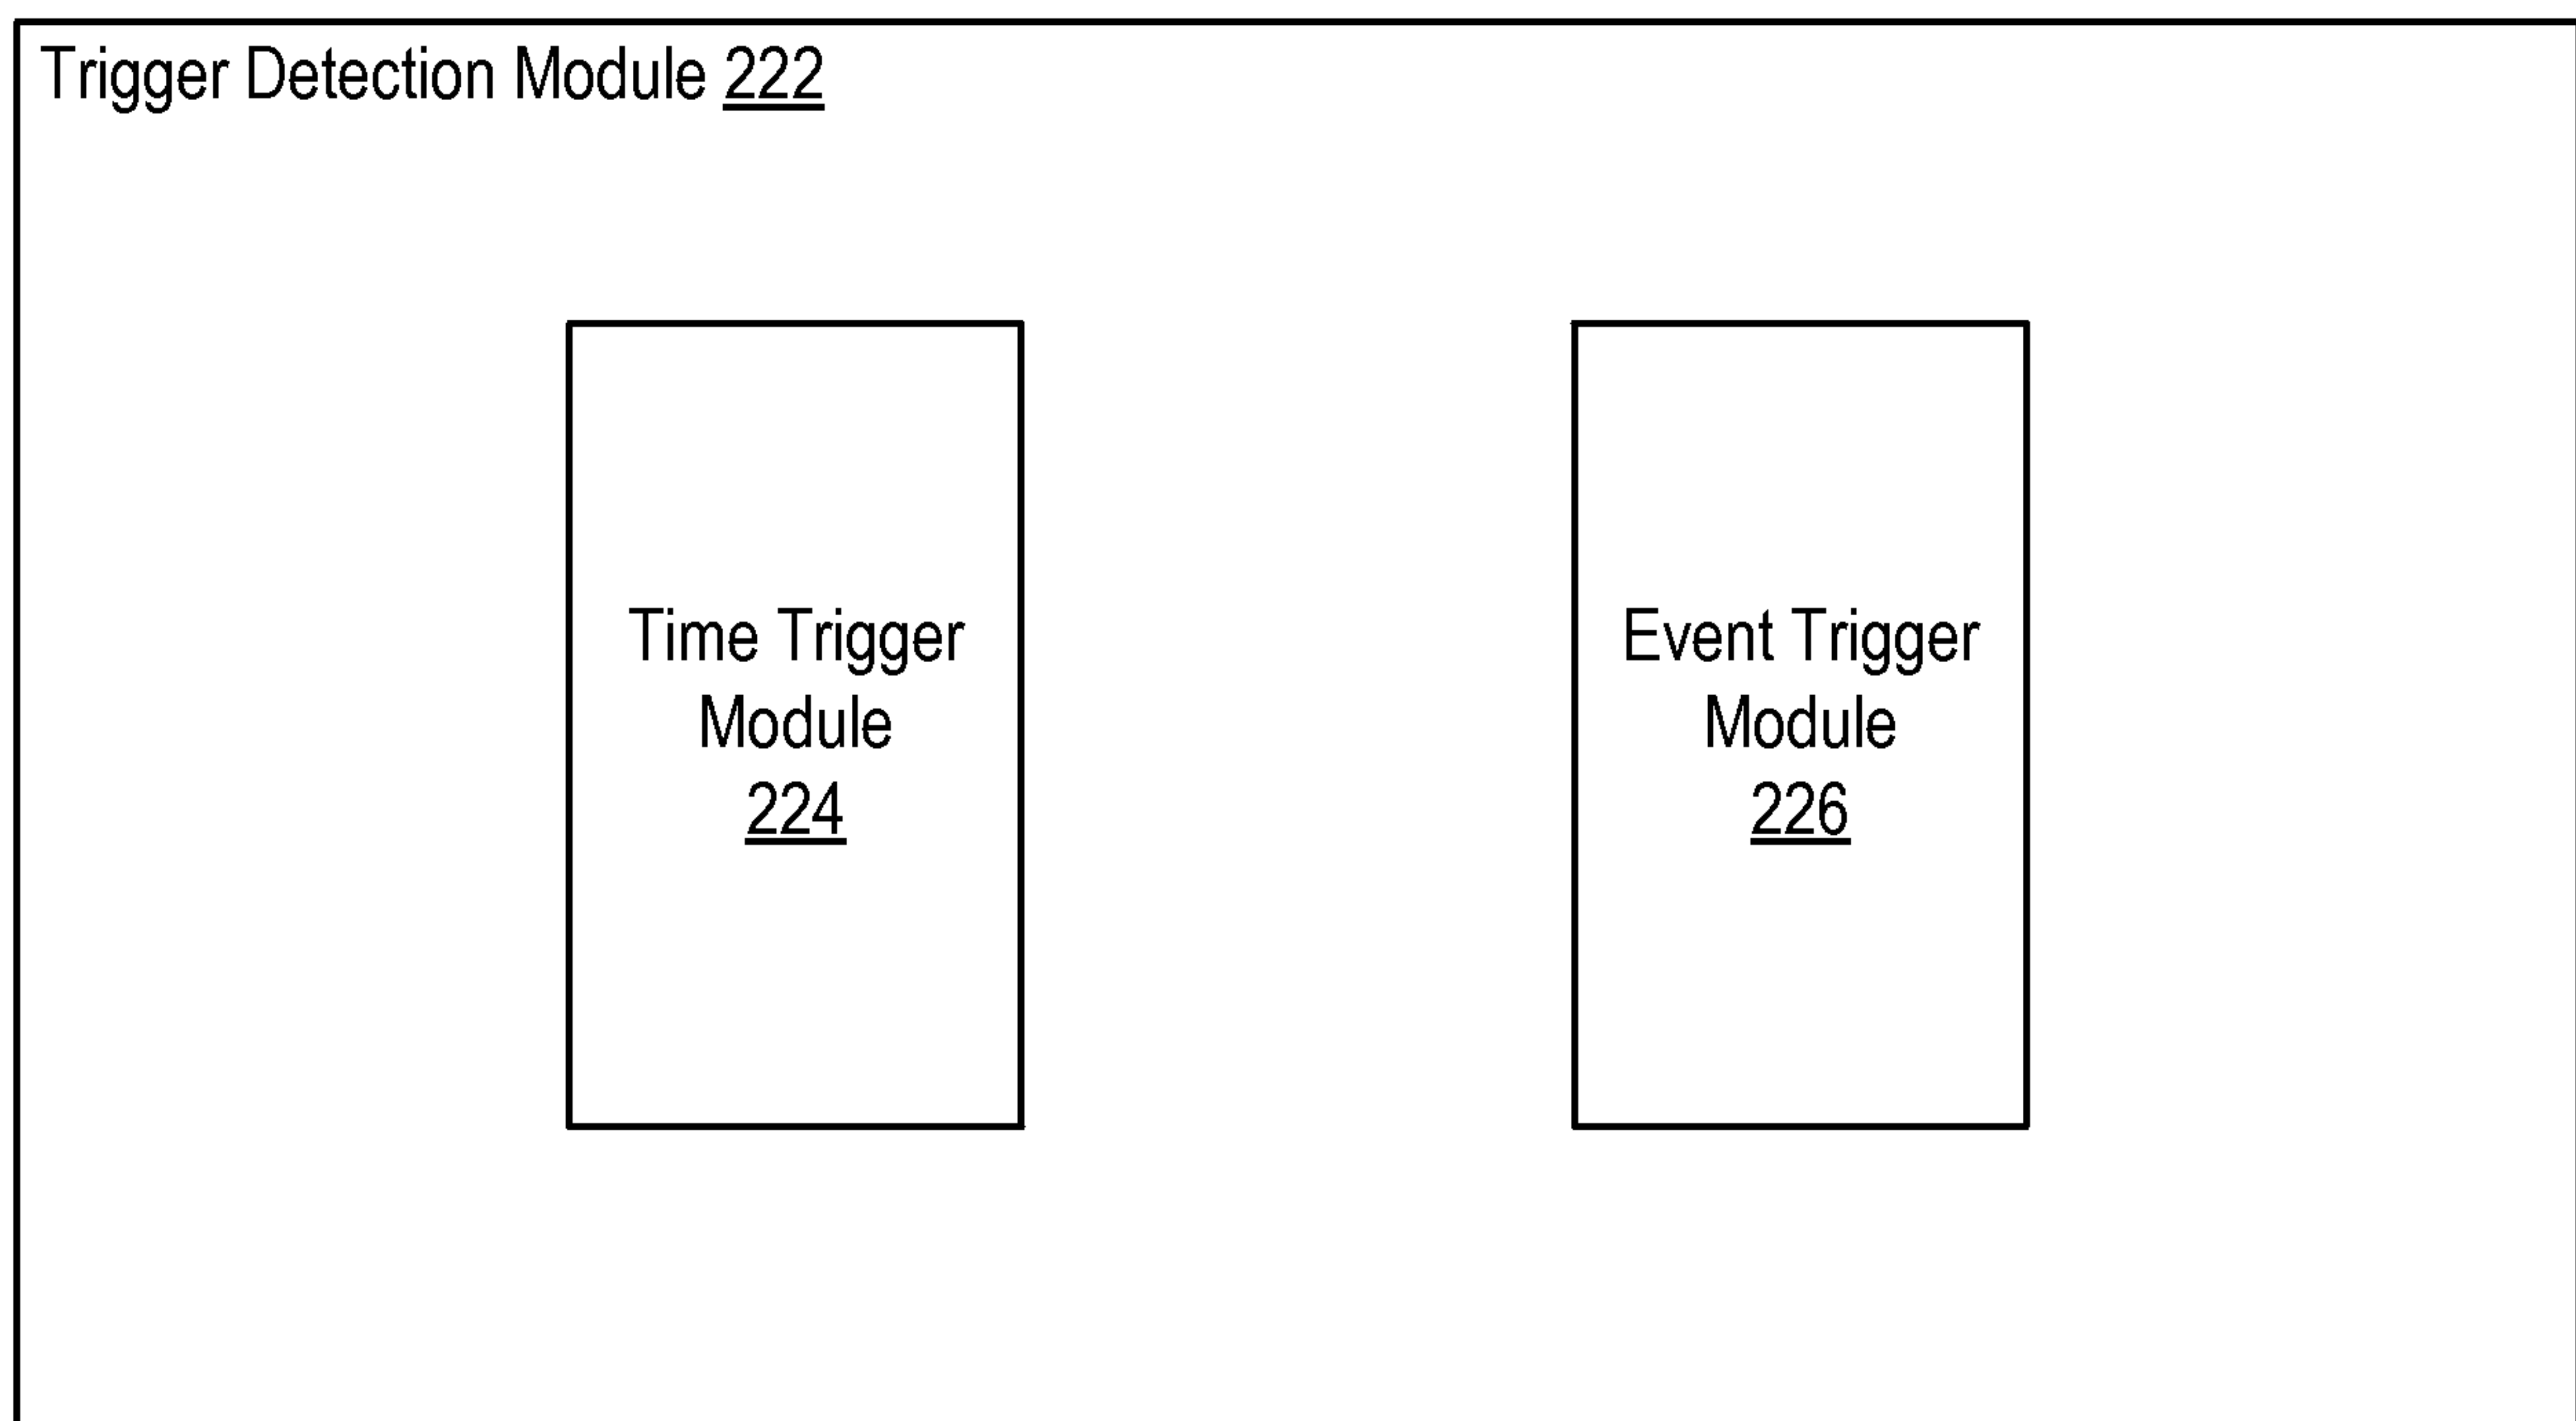 Trigger Detection Module 222
Time Trigger
Module
224
Event Trigger
Module
226